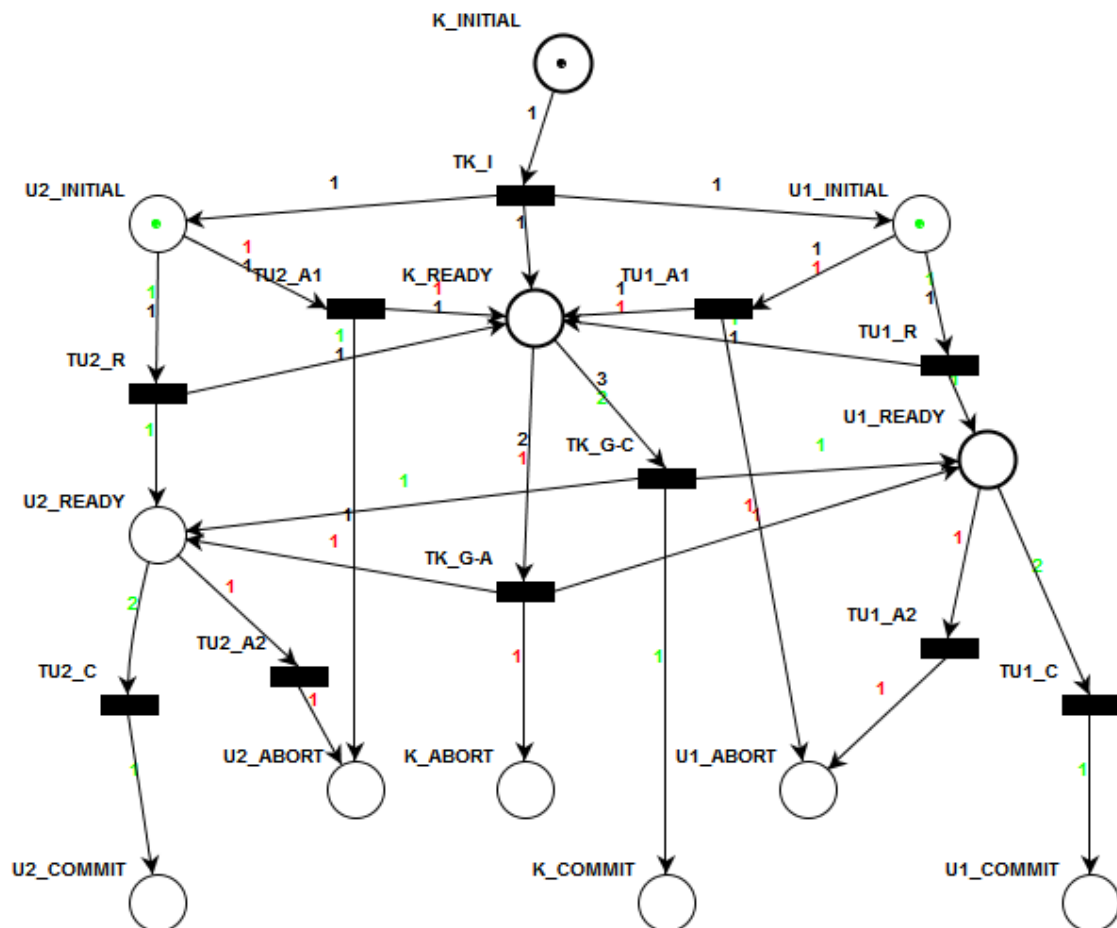 K_INITIAL
1
TK_I
U2_INITIAL
1
1
U1_INITIAL
1
1
1
TU2_A1
K_READY
TU1_A1
1
1
1
1
1
1
1
1
1
1
1
1
TU1_R
TU2_R
1
1
1
1
3
2
1
U1_READY
1
2
1
TK_G-C
1
1
U2_READY
1
1
1
1
1
TK_G-A
2
1
1
2
TU1_A2
TU2_A2
TU2_C
1
1
1
1
TU1_C
U2_ABORT
K_ABORT
U1_ABORT
1
1
U2_COMMIT
K_COMMIT
U1_COMMIT